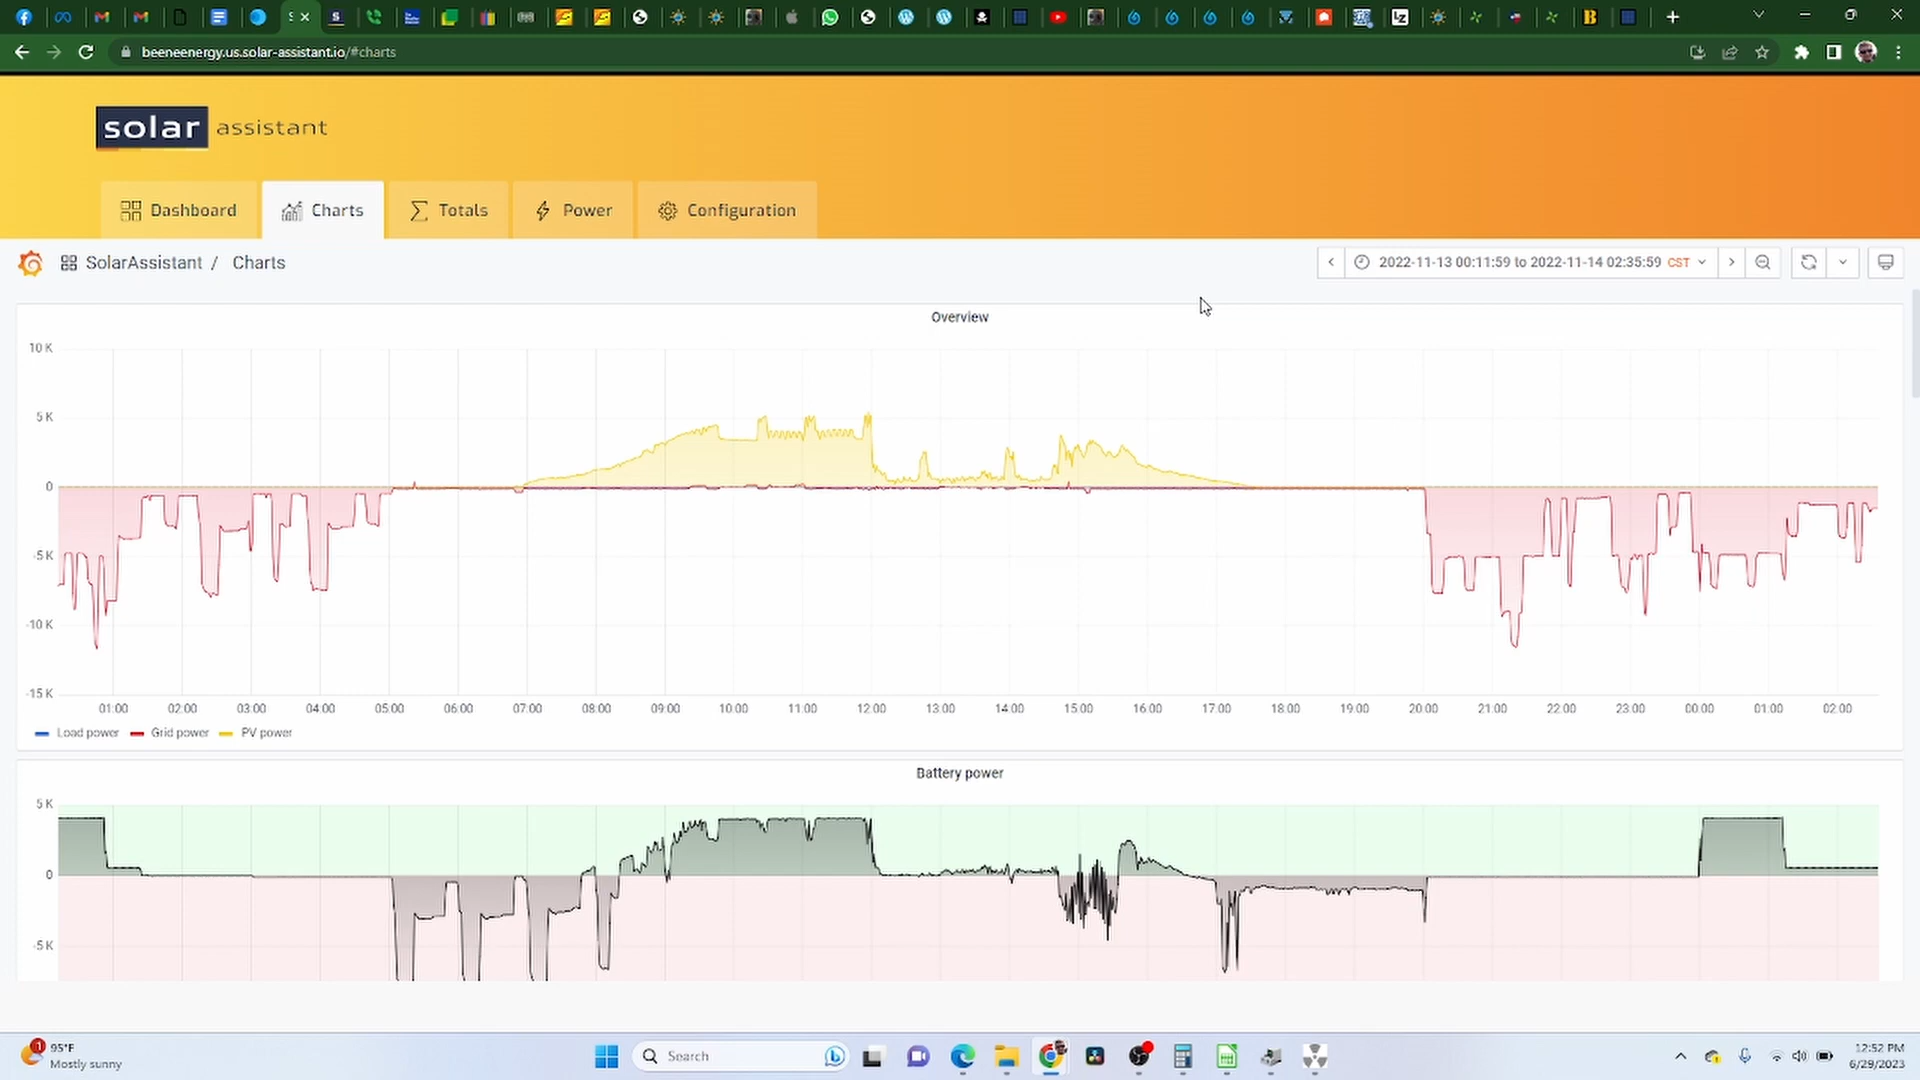 beeneenergy.us.solar-assistant.io/#charts
solar assistant
Dashboard
Charts
Totals
Power
Configuration
SolarAssistant / Charts
2022-11-13 00:11:59 to 2022-11-14 02:35:59 CST
Overview
10 K
5 K
0
-5 K
-10 K
-15 K
01:00 02:00 03:00 04:00 05:00 06:00 07:00 08:00 09:00 10:00 11:00 12:00 13:00 14:00 15:00 16:00 17:00 18:00 19:00 20:00 21:00 22:00 23:00 00:00 01:00 02:00
Load power Grid power PV power
Battery power
5 K
0
-5 K
1
95°F
Mostly sunny
Search
12:52 PM
6/29/2023